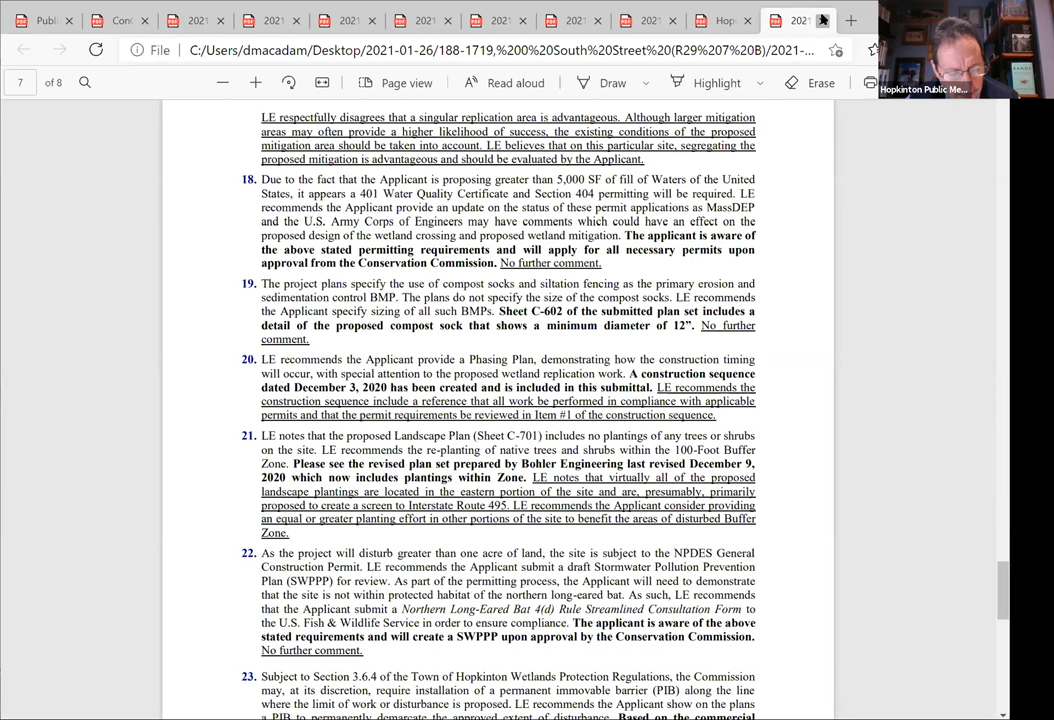 Publi
Con
2021
2021
2021
2021
2021
2021
2021
Hop
2021
File
C:/Users/dmacadam/Desktop/2021-01-26/188-1719,%200%20South%20Street%20(R29%207%20B)/2021-...
7 of 8
Page view
Read aloud
Draw
Highlight
Erase
Hopkinton Public Me...
LE respectfully disagrees that a singular replication area is advantageous. Although larger mitigation
areas may often provide a higher likelihood of success, the existing conditions of the proposed
mitigation area should be taken into account. LE believes that on this particular site, segregating the
proposed mitigation is advantageous and should be evaluated by the Applicant.
18. Due to the fact that the Applicant is proposing greater than 5,000 SF of fill of Waters of the United
States, it appears a 401 Water Quality Certificate and Section 404 permitting will be required. LE
recommends the Applicant provide an update on the status of these permit applications as MassDEP
and the U.S. Army Corps of Engineers may have comments which could have an effect on the
proposed design of the wetland crossing and proposed wetland mitigation. The applicant is aware of
the above stated permitting requirements and will apply for all necessary permits upon
approval from the Conservation Commission. No further comment.
19. The project plans specify the use of compost socks and siltation fencing as the primary erosion and
sedimentation control BMP. The plans do not specify the size of the compost socks. LE recommends
the Applicant specify sizing of all such BMPs. Sheet C-602 of the submitted plan set includes a
detail of the proposed compost sock that shows a minimum diameter of 12”. No further
comment.
20. LE recommends the Applicant provide a Phasing Plan, demonstrating how the construction timing
will occur, with special attention to the proposed wetland replication work. A construction sequence
dated December 3, 2020 has been created and is included in this submittal. LE recommends the
construction sequence include a reference that all work be performed in compliance with applicable
permits and that the permit requirements be reviewed in Item #1 of the construction sequence.
21. LE notes that the proposed Landscape Plan (Sheet C-701) includes no plantings of any trees or shrubs
on the site. LE recommends the re-planting of native trees and shrubs within the 100-Foot Buffer
Zone. Please see the revised plan set prepared by Bohler Engineering last revised December 9,
2020 which now includes plantings within Zone. LE notes that virtually all of the proposed
landscape plantings are located in the eastern portion of the site and are, presumably, primarily
proposed to create a screen to Interstate Route 495. LE recommends the Applicant consider providing
an equal or greater planting effort in other portions of the site to benefit the areas of disturbed Buffer
Zone.
22. As the project will disturb greater than one acre of land, the site is subject to the NPDES General
Construction Permit. LE recommends the Applicant submit a draft Stormwater Pollution Prevention
Plan (SWPPP) for review. As part of the permitting process, the Applicant will need to demonstrate
that the site is not within protected habitat of the northern long-eared bat. As such, LE recommends
that the Applicant submit a Northern Long-Eared Bat 4(d) Rule Streamlined Consultation Form to
the U.S. Fish & Wildlife Service in order to ensure compliance. The applicant is aware of the above
stated requirements and will create a SWPPP upon approval by the Conservation Commission.
No further comment.
23. Subject to Section 3.6.4 of the Town of Hopkinton Wetlands Protection Regulations, the Commission
may, at its discretion, require installation of a permanent immovable barrier (PIB) along the line
where the limit of work or disturbance is proposed. LE recommends the Applicant show on the plans
a PIB to permanently demarcate the approved extent of disturbance. Based on the commercial